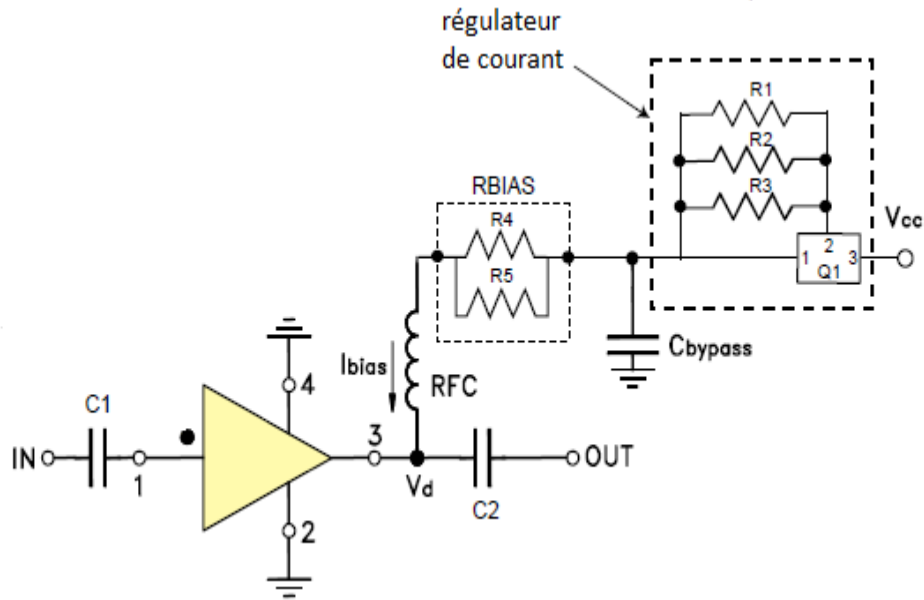 régulateur
de courant
R1
R2
R3
RBIAS
R4
R5
Vcc
1 2 3
Q1
Cbypass
Ibias
RFC
4
C1
IN
1
3
Vd
C2
OUT
2